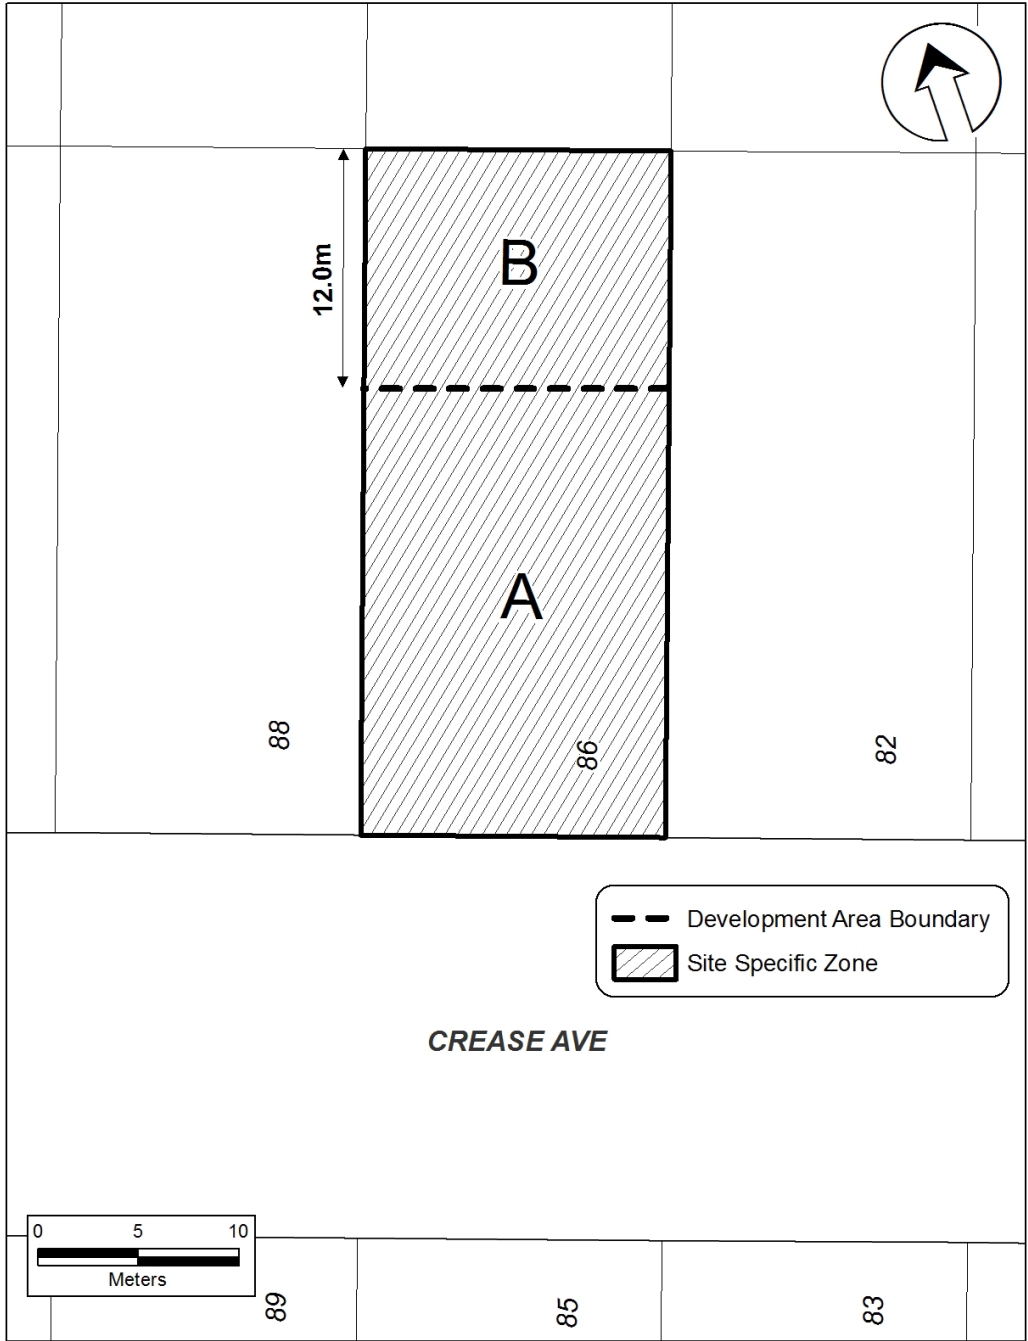 B
12.0m
A
88
86
82
Development Area Boundary
Site Specific Zone
CREASE AVE
0 5 10
Meters
89
85
83